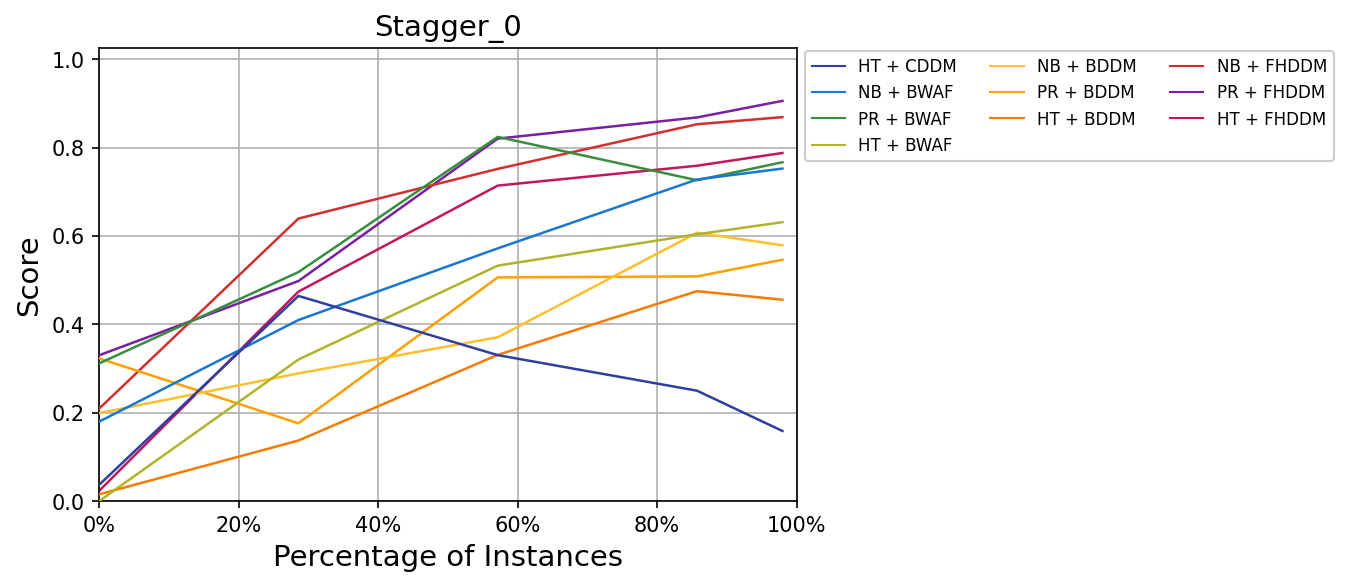 Stagger_0
1.0
0.8
0.6
0.4
0.2
0.0
Score
0%
20%
40%
60%
80%
100%
Percentage of Instances
HT + CDDM
NB + BWAF
PR + BWAF
HT + BWAF
NB + BDDM
PR + BDDM
HT + BDDM
NB + FHDDM
PR + FHDDM
HT + FHDDM